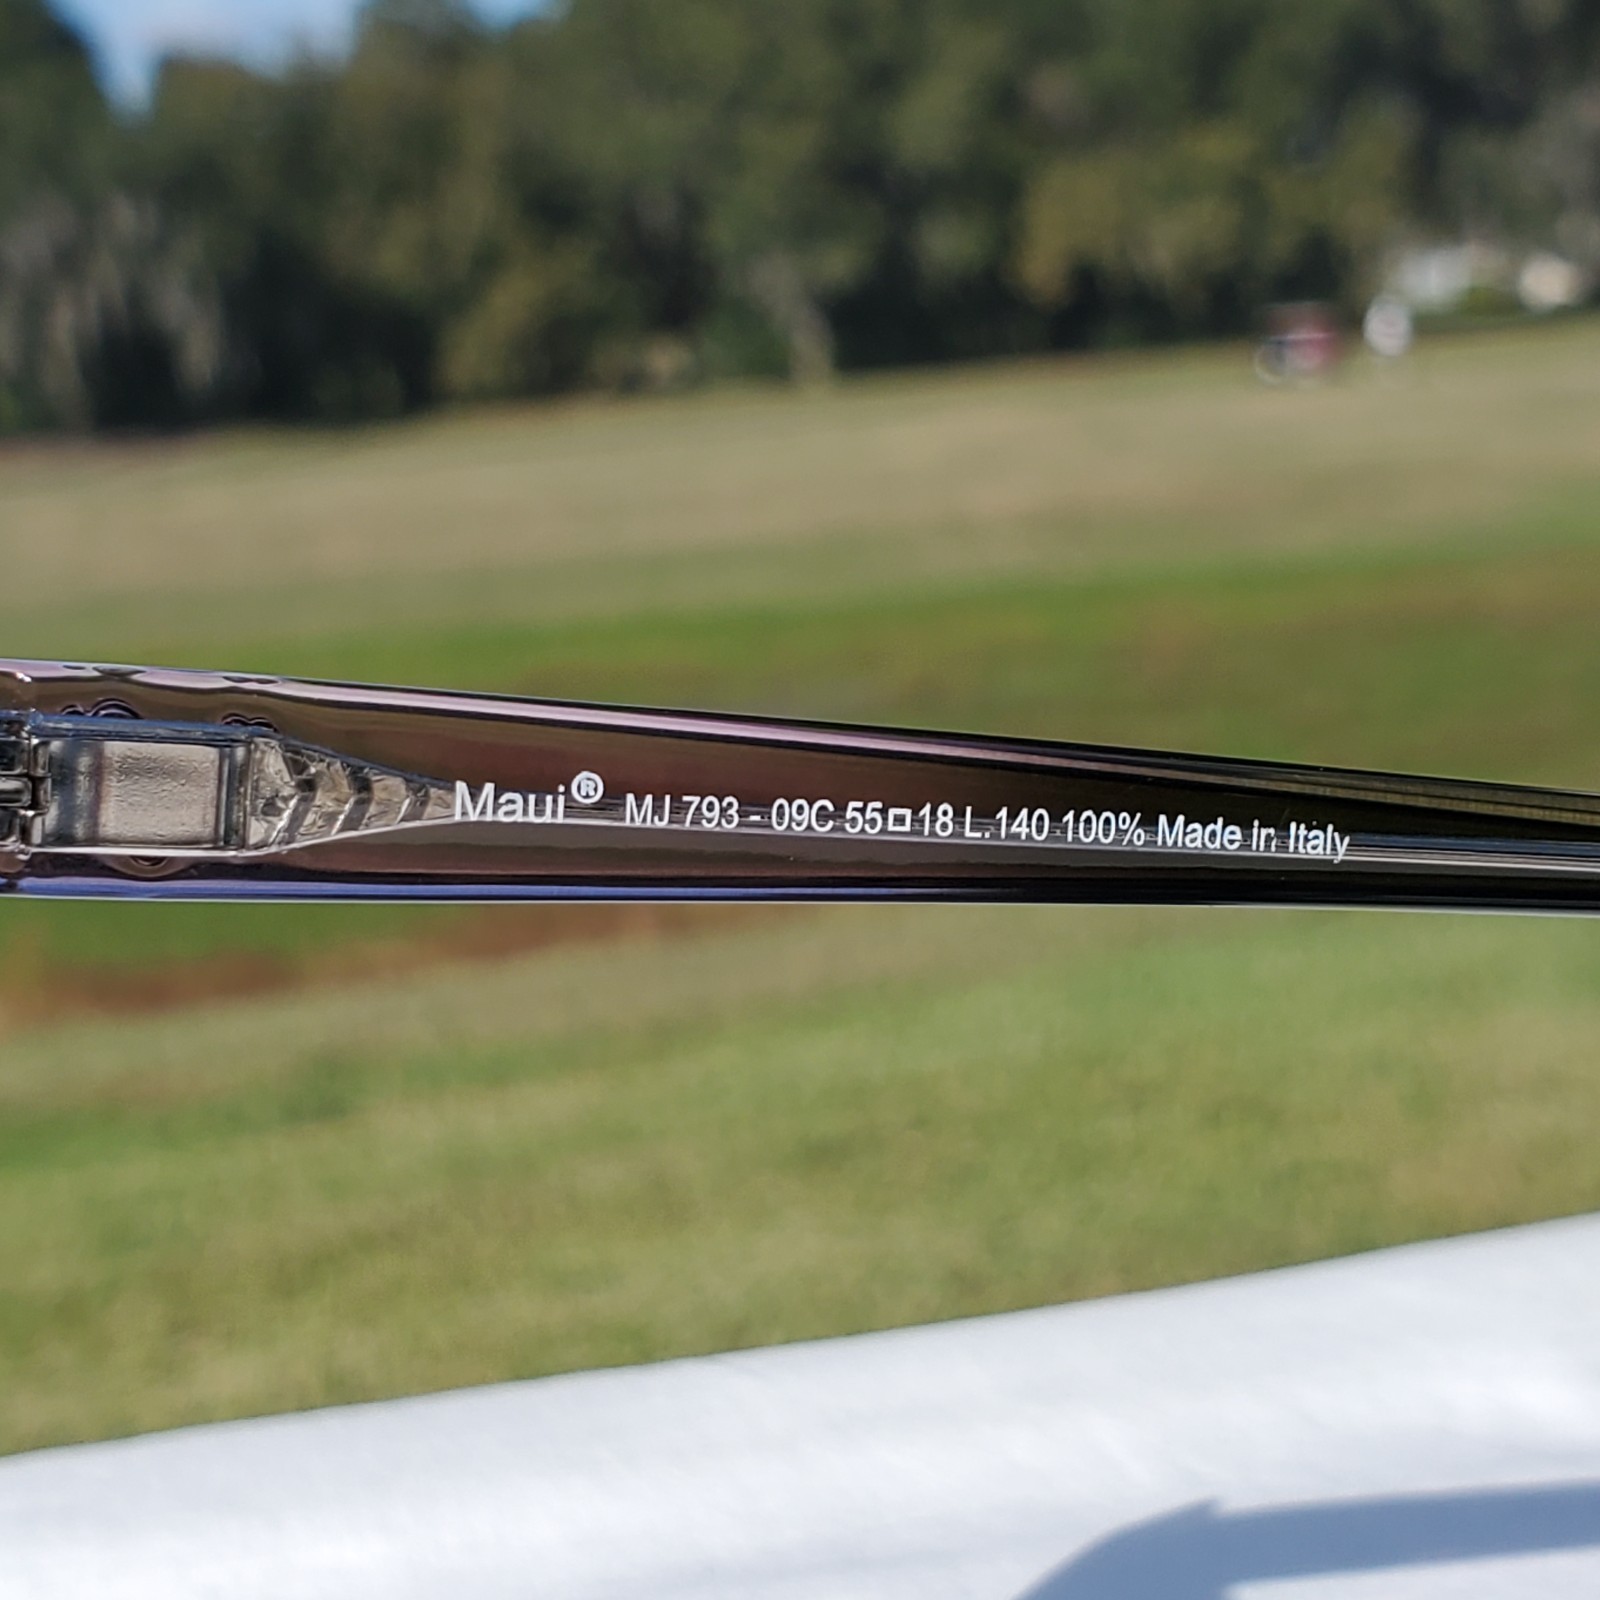 Maui® MJ 793 - 09C 55□18 L.140 100% Made in Italy